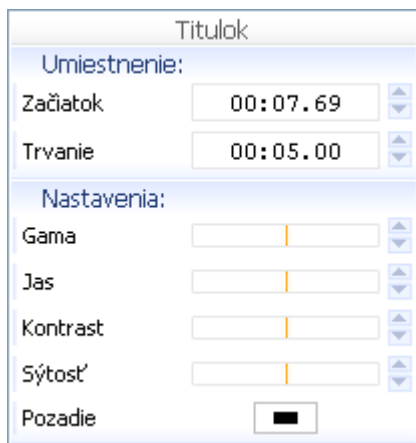 Titulok
Umiestnenie:
Začiatok 00:07.69
Trvanie 00:05.00
Nastavenia:
Gama
Jas
Kontrast
Sýtosť
Pozadie